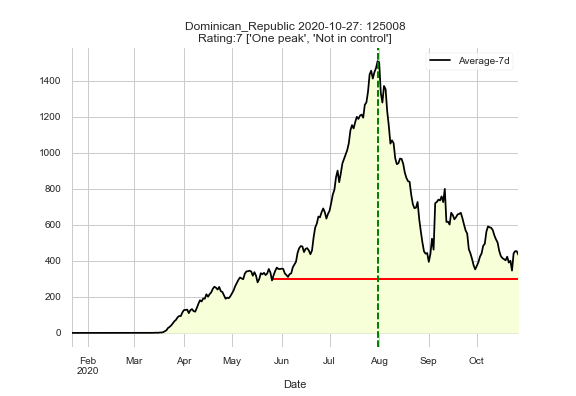 Dominican_Republic 2020-10-27: 125008
Rating:7 ['One peak', 'Not in control']
Average-7d
1400
1200
1000
800
600
400
200
0
Feb Mar Apr May Jun Jul Aug Sep Oct
2020
Date